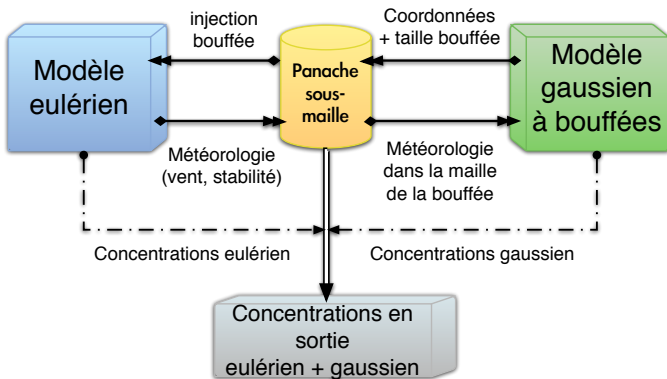 injection
bouffée
Coordonnées
+ taille bouffée
Modèle
eulérien
Panache
sous-
maille
Modèle
gaussien
à bouffées
Météorologie
(vent, stabilité)
Météorologie
dans la maille
de la bouffée
Concentrations eulérien
Concentrations gaussien
Concentrations en
sortie
eulérien + gaussien